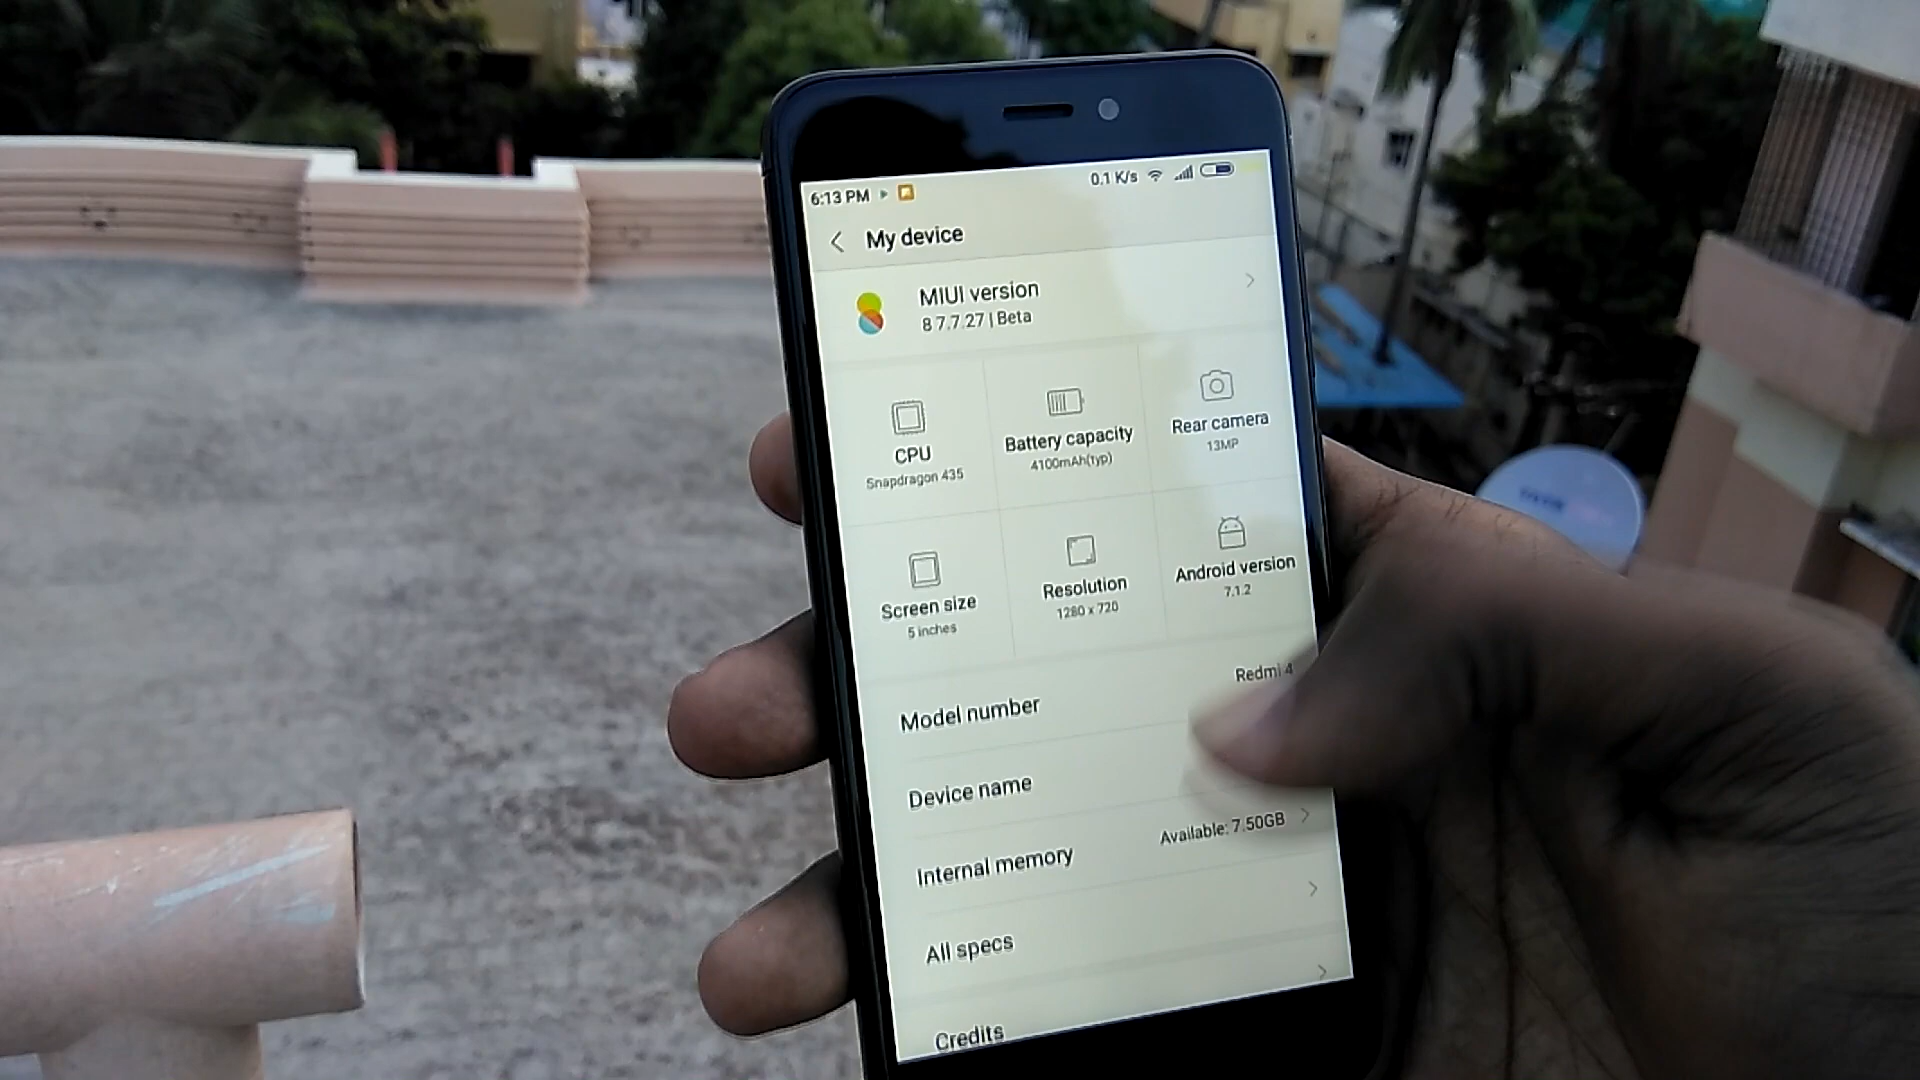 6:13 PM
0.1 K/s
My device
MIUI version
8 7.7.27 | Beta
CPU
Snapdragon 435
Battery capacity
4100mAh(typ)
Rear camera
13MP
Screen size
5 inches
Resolution
1280 x 720
Android version
7.1.2
Model number
Redmi 4
Device name
Internal memory
Available: 7.50GB
All specs
Credits